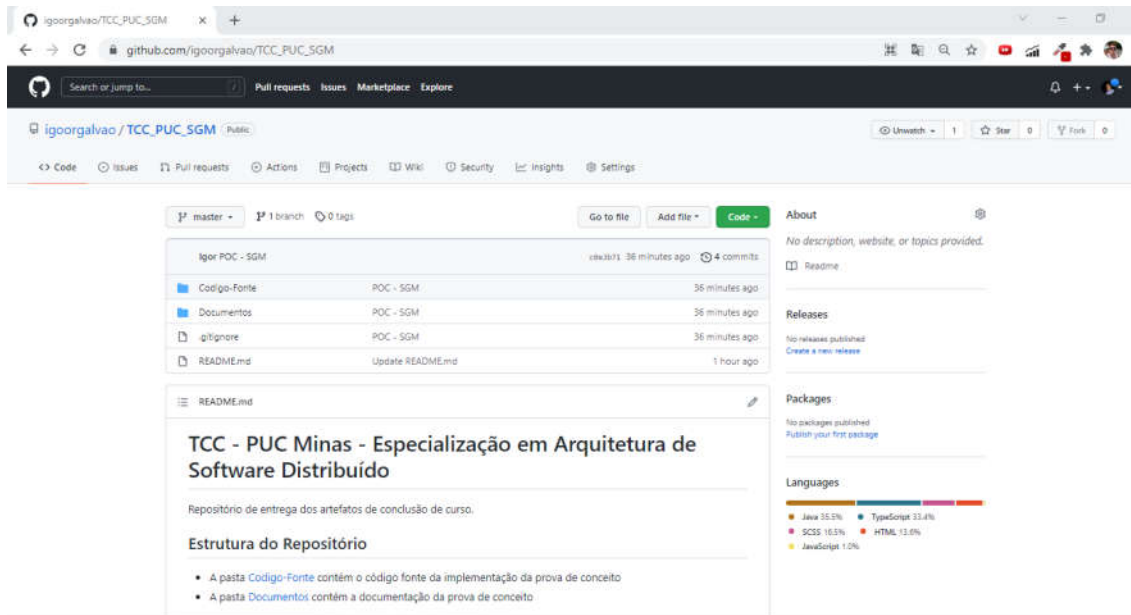 igoorgalvao/TCC_PUC_SGM
github.com/igoorgalvao/TCC_PUC_SGM
Search or jump to... / Pull requests Issues Marketplace Explore
igoorgalvao / TCC_PUC_SGM Public
Unwatch 1 Star 0 Fork 0
Code Issues Pull requests Actions Projects Wiki Security Insights Settings
master 1 branch 0 tags Go to file Add file Code
Igor POC - SGM 36 minutes ago 4 commits
Codigo-Fonte POC - SGM 36 minutes ago
Documentos POC - SGM 36 minutes ago
.gitignore POC - SGM 36 minutes ago
README.md Update README.md 1 hour ago
README.md
TCC - PUC Minas - Especialização em Arquitetura de
Software Distribuído
Repositório de entrega dos artefatos de conclusão de curso.
Estrutura do Repositório
A pasta Codigo-Fonte contém o código fonte da implementação da prova de conceito
A pasta Documentos contém a documentação da prova de conceito
About
No description, website, or topics provided.
Readme
Releases
No releases published
Create a new release
Packages
No packages published
Publish your first package
Languages
Java 35.5% TypeScript 33.4%
SCSS 16.5% HTML 13.6%
JavaScript 1.0%